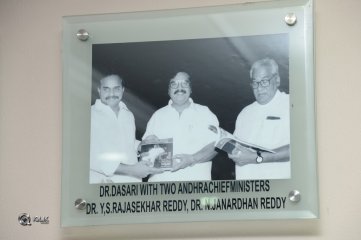 DR.DASARI WITH TWO ANDHRACHIEFMINISTERS
DR. Y,S.RAJASEKHAR REDDY, DR. N.JANARDHAN REDDY